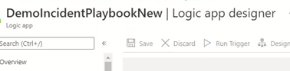 DemoIncidentPlaybookNew | Logic app designer
Logic app
Search (Ctrl+/) « Save Discard Run Trigger Design
Overview